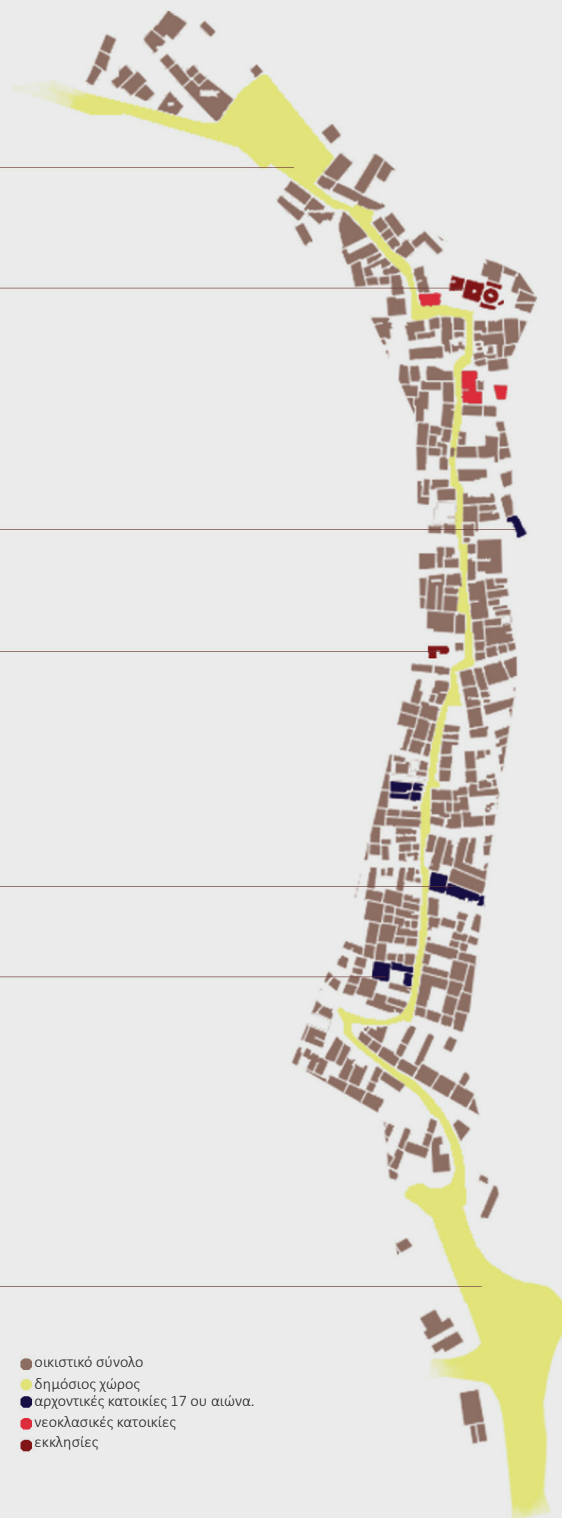 οικιστικό σύνολο
δημόσιος χώρος
αρχοντικές κατοικίες 17 ου αιώνα.
νεοκλασικές κατοικίες
εκκλησίες